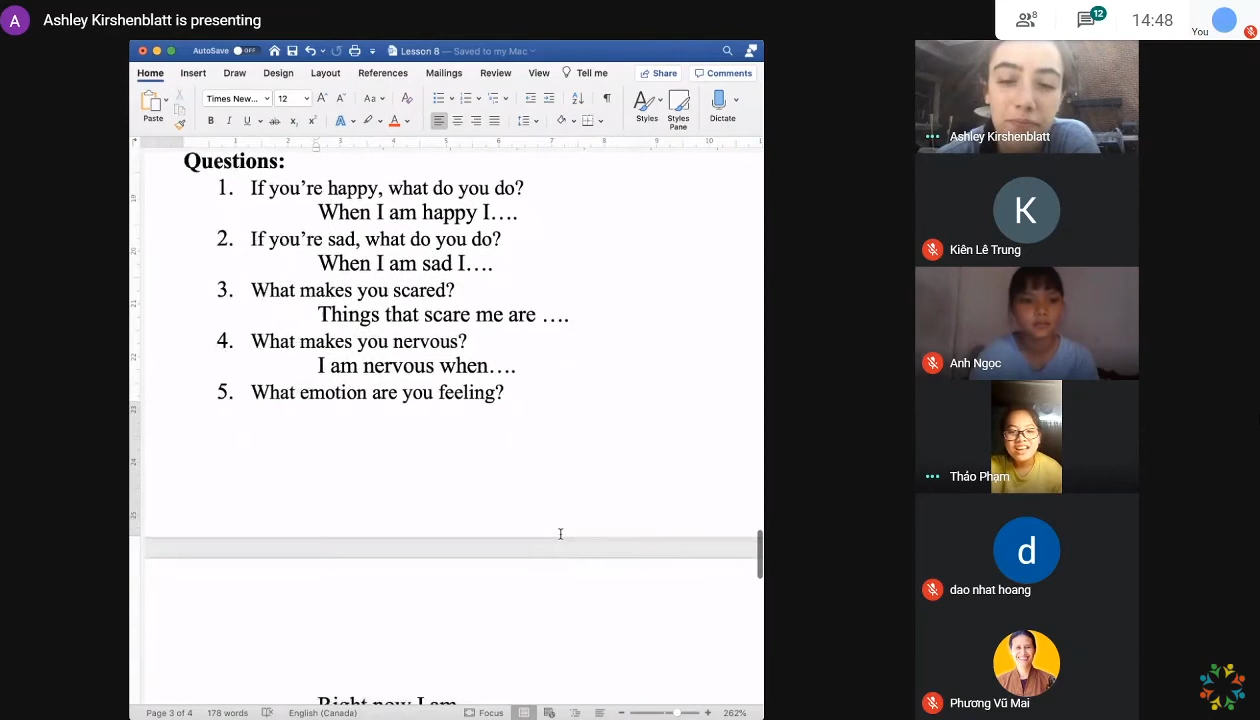 A
Ashley Kirshenblatt is presenting
8
12
14:48
You
AutoSave OFF
Lesson 8 — Saved to my Mac
Home Insert Draw Design Layout References Mailings Review View Tell me Share Comments
Times New... 12
Paste
Styles
Styles Pane
Dictate
Questions:
1. If you’re happy, what do you do?
When I am happy I….
2. If you’re sad, what do you do?
When I am sad I….
3. What makes you scared?
Things that scare me are ….
4. What makes you nervous?
I am nervous when….
5. What emotion are you feeling?
Right now I am
Page 3 of 4 178 words English (Canada) Focus 262%
Ashley Kirshenblatt
K
Kiên Lê Trung
Anh Ngọc
Thảo Phạm
d
dao nhat hoang
Phương Vũ Mai